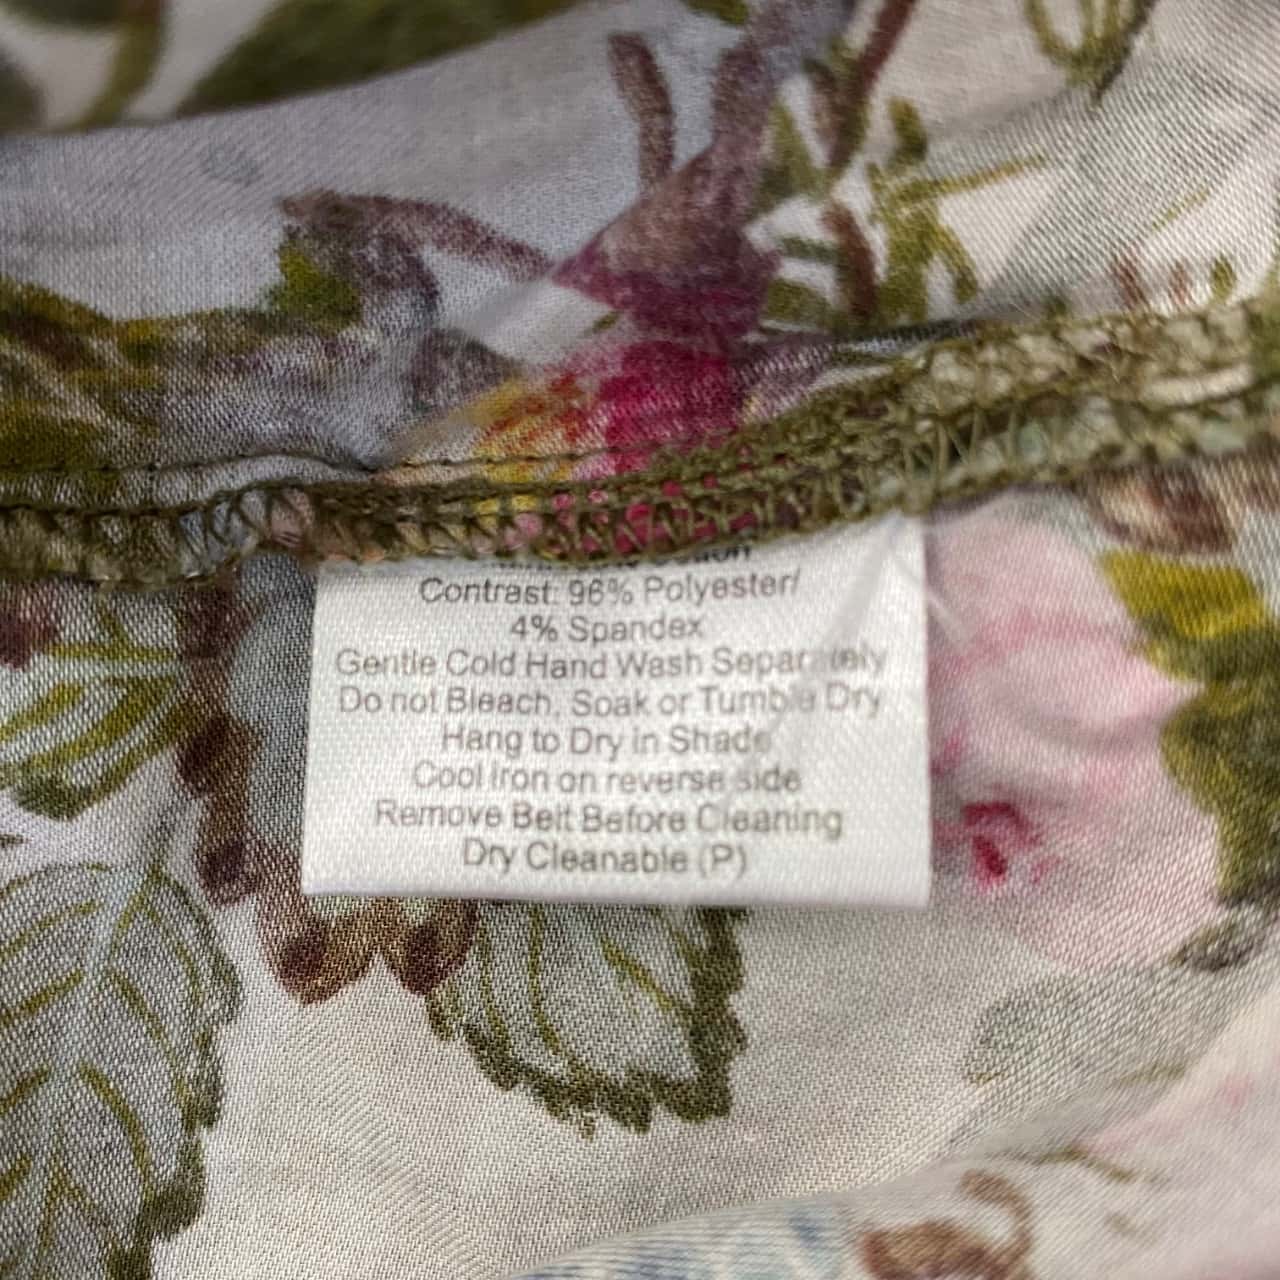 Contrast: 96% Polyester/
4% Spandex
Gentle Cold Hand Wash Separately
Do not Bleach, Soak or Tumble Dry
Hang to Dry in Shade
Cool Iron on reverse side
Remove Belt Before Cleaning
Dry Cleanable (P)